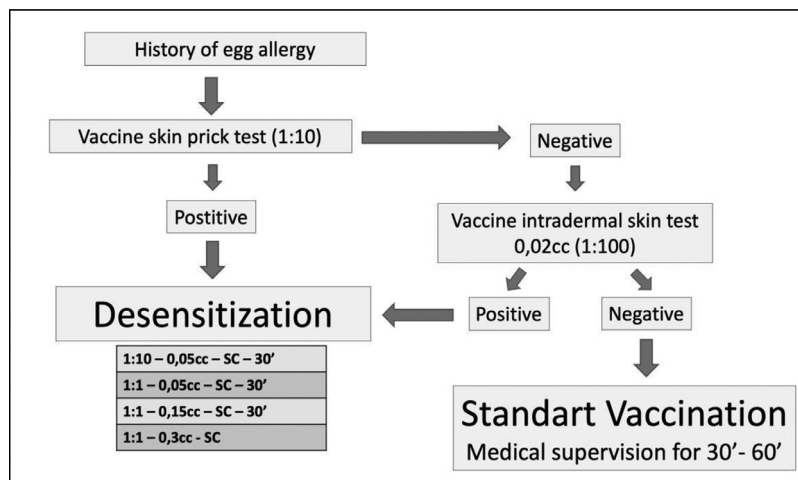 History of egg allergy
Vaccine skin prick test (1:10)
Negative
Postitive
Vaccine intradermal skin test
0,02cc (1:100)
Desensitization
Positive
Negative
1:10 – 0,05cc – SC – 30’
1:1 – 0,05cc – SC – 30’
1:1 – 0,15cc – SC – 30’
1:1 – 0,3cc - SC
Standart Vaccination
Medical supervision for 30’- 60’